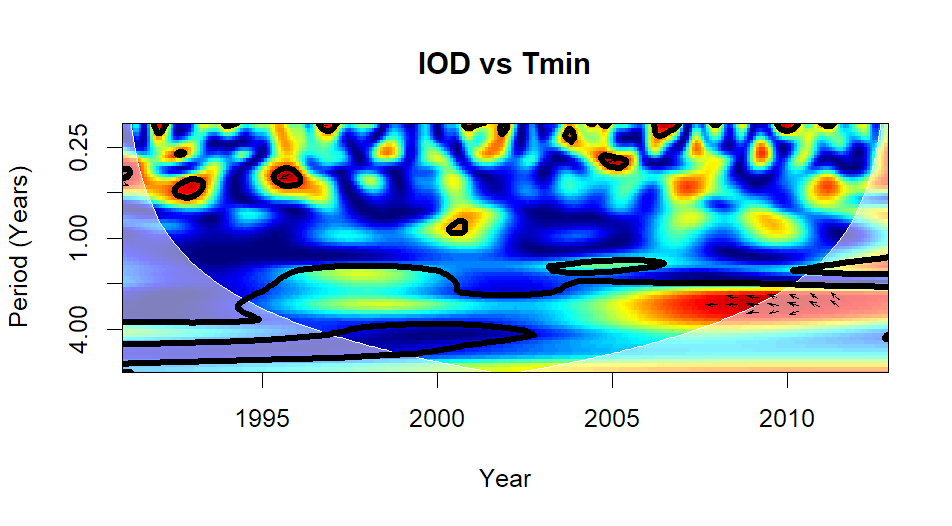 IOD vs Tmin
Period (Years)
0.25
1.00
4.00
1995 2000 2005 2010
Year